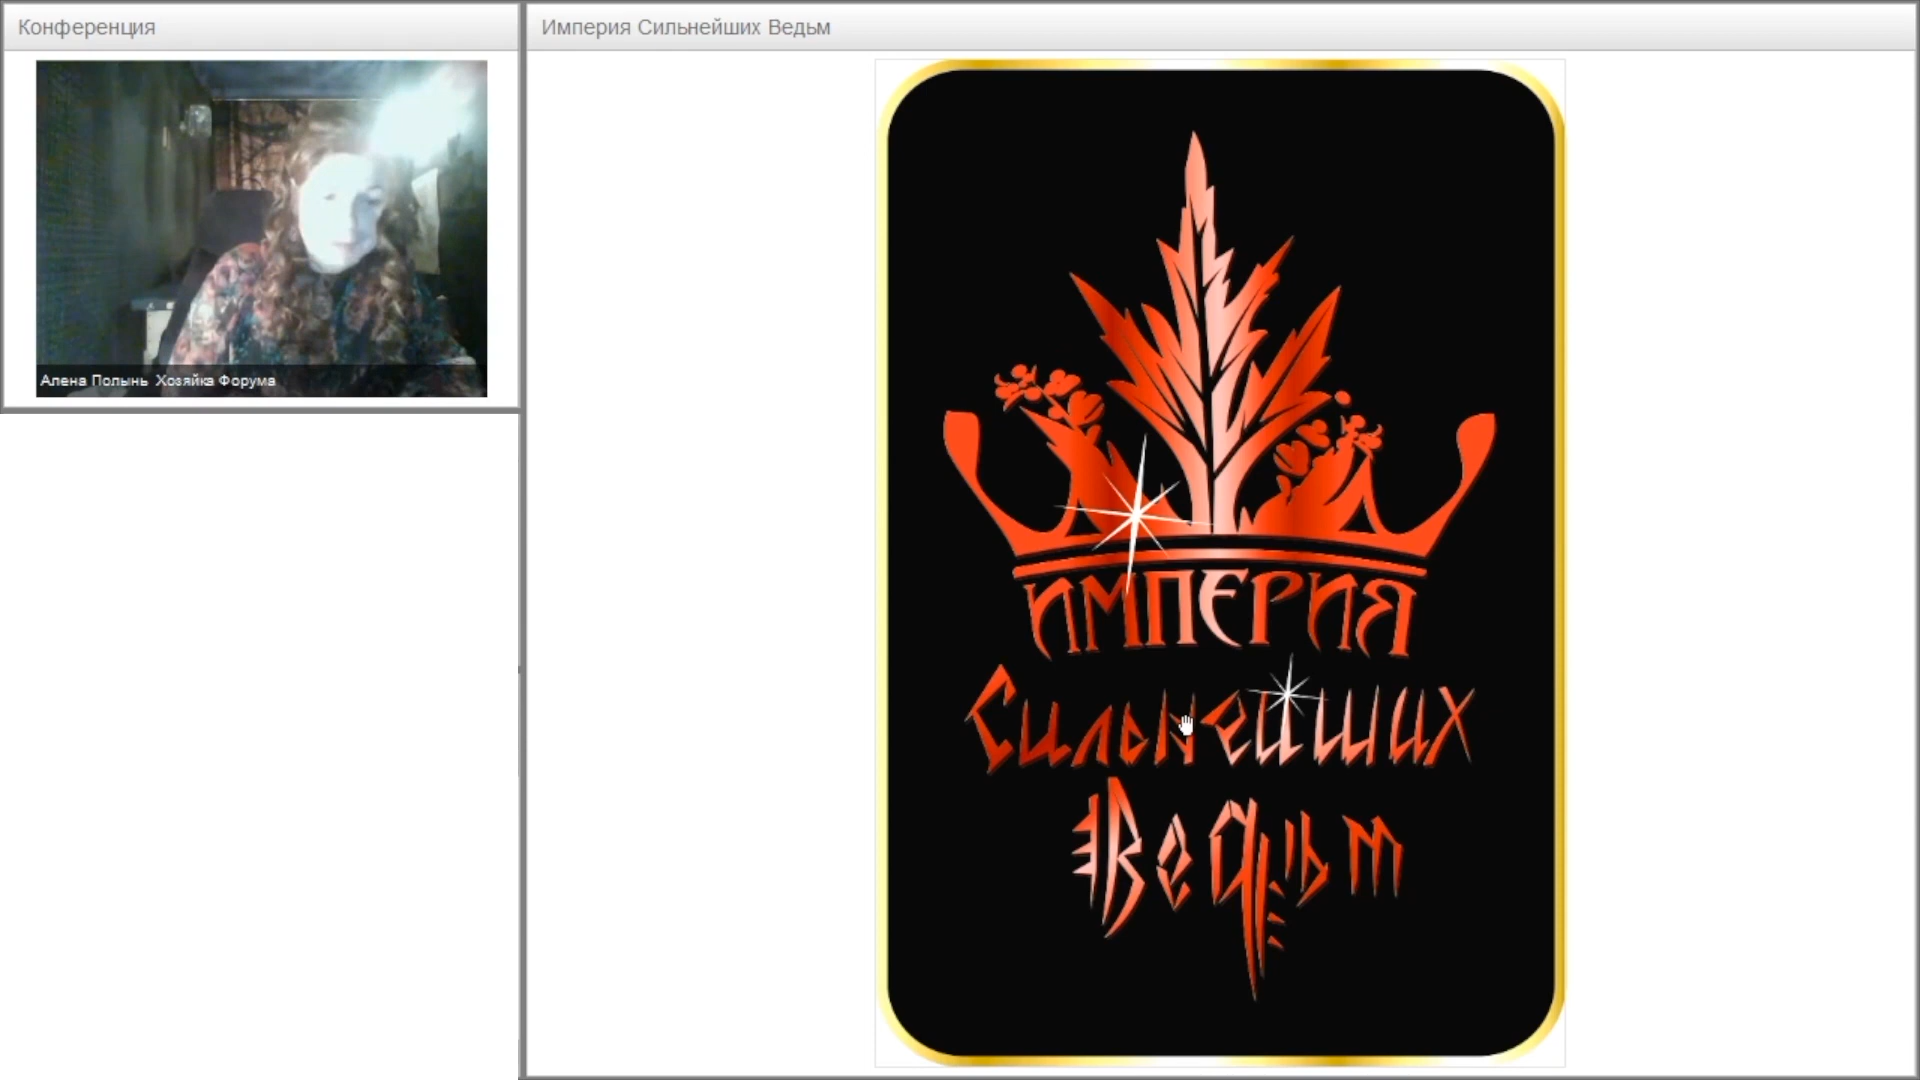 Конференция
Империя Сильнейших Ведьм
Алена Полынь Хозяйка Форума
ИМПЕРИЯ
Сильнейших
Ведьм